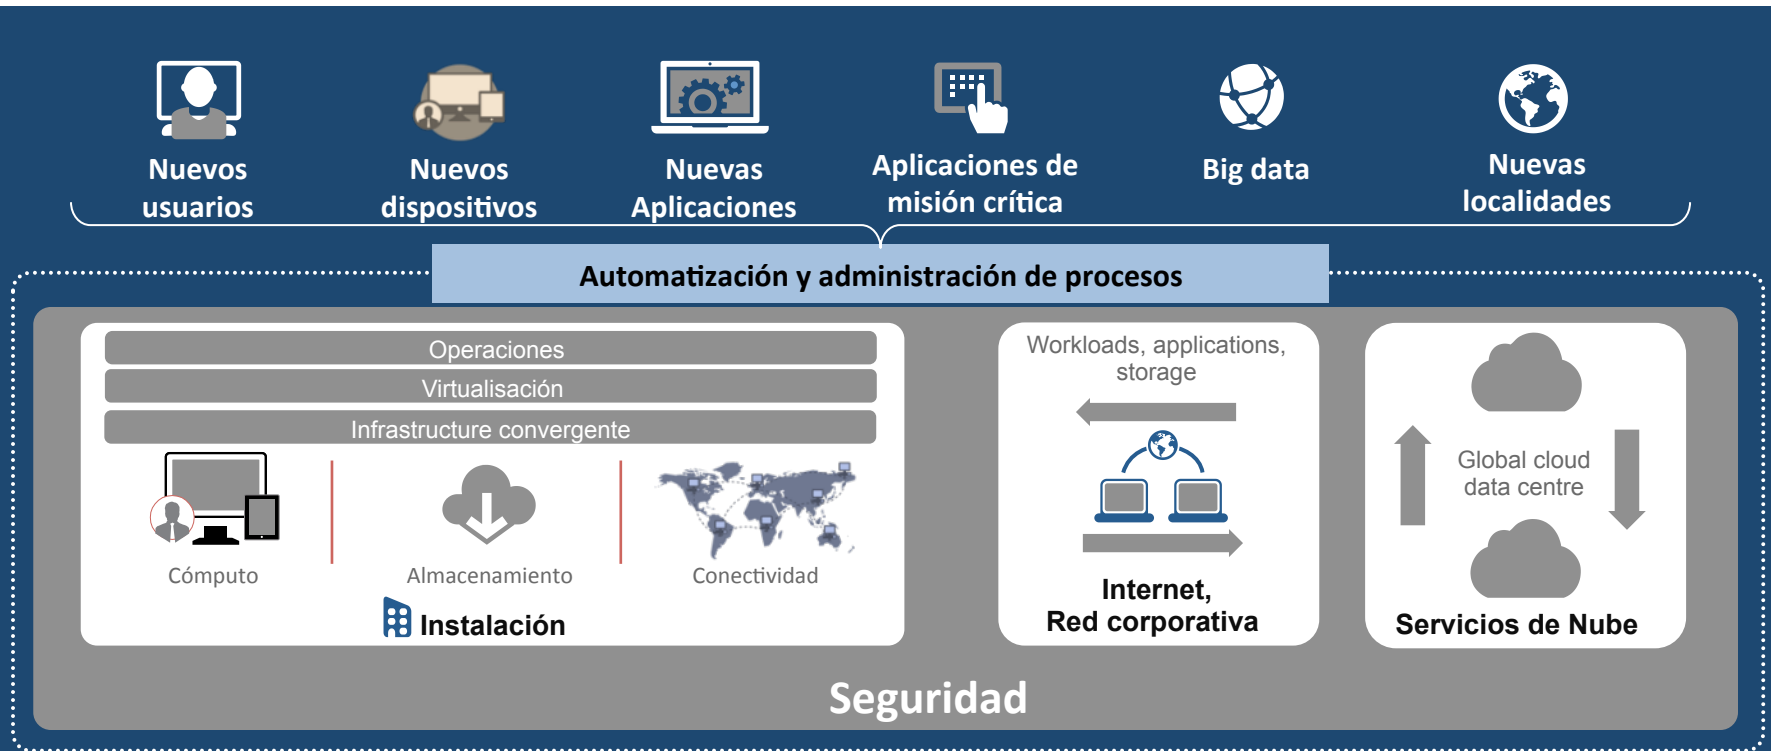 Nuevos
usuarios
Nuevos
dispositivos
Nuevas
Aplicaciones
Aplicaciones de
misión crítica
Big data
Nuevas
localidades
Automatización y administración de procesos
Operaciones
Virtualisación
Infrastructure convergente
Cómputo
Almacenamiento
Conectividad
Instalación
Workloads, applications,
storage
Internet,
Red corporativa
Global cloud
data centre
Servicios de Nube
Seguridad